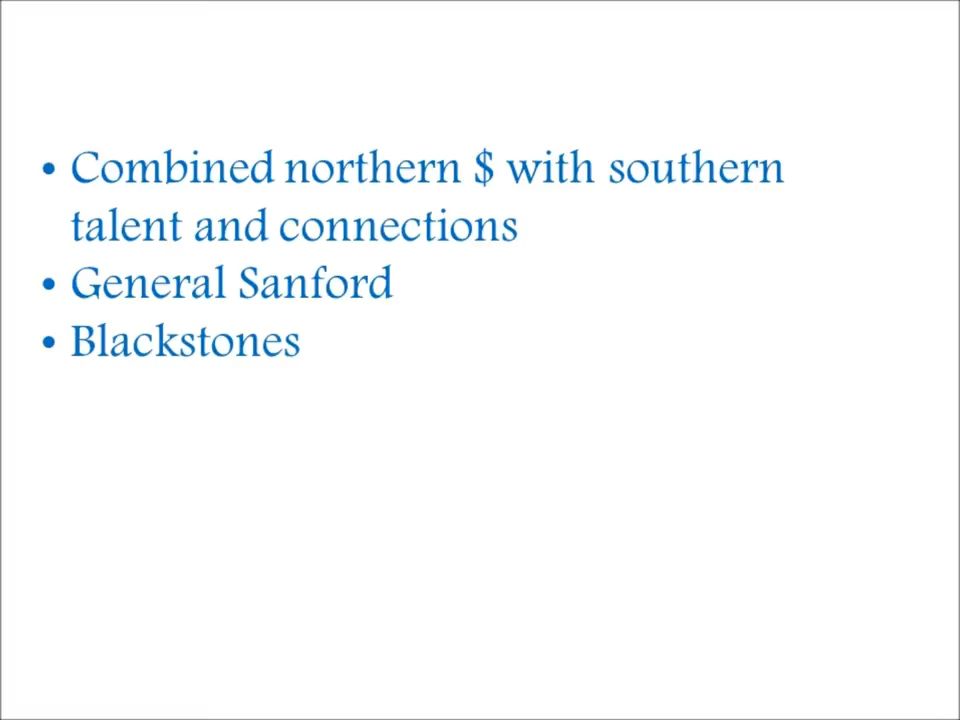 • Combined northern $ with southern
talent and connections
• General Sanford
• Blackstones